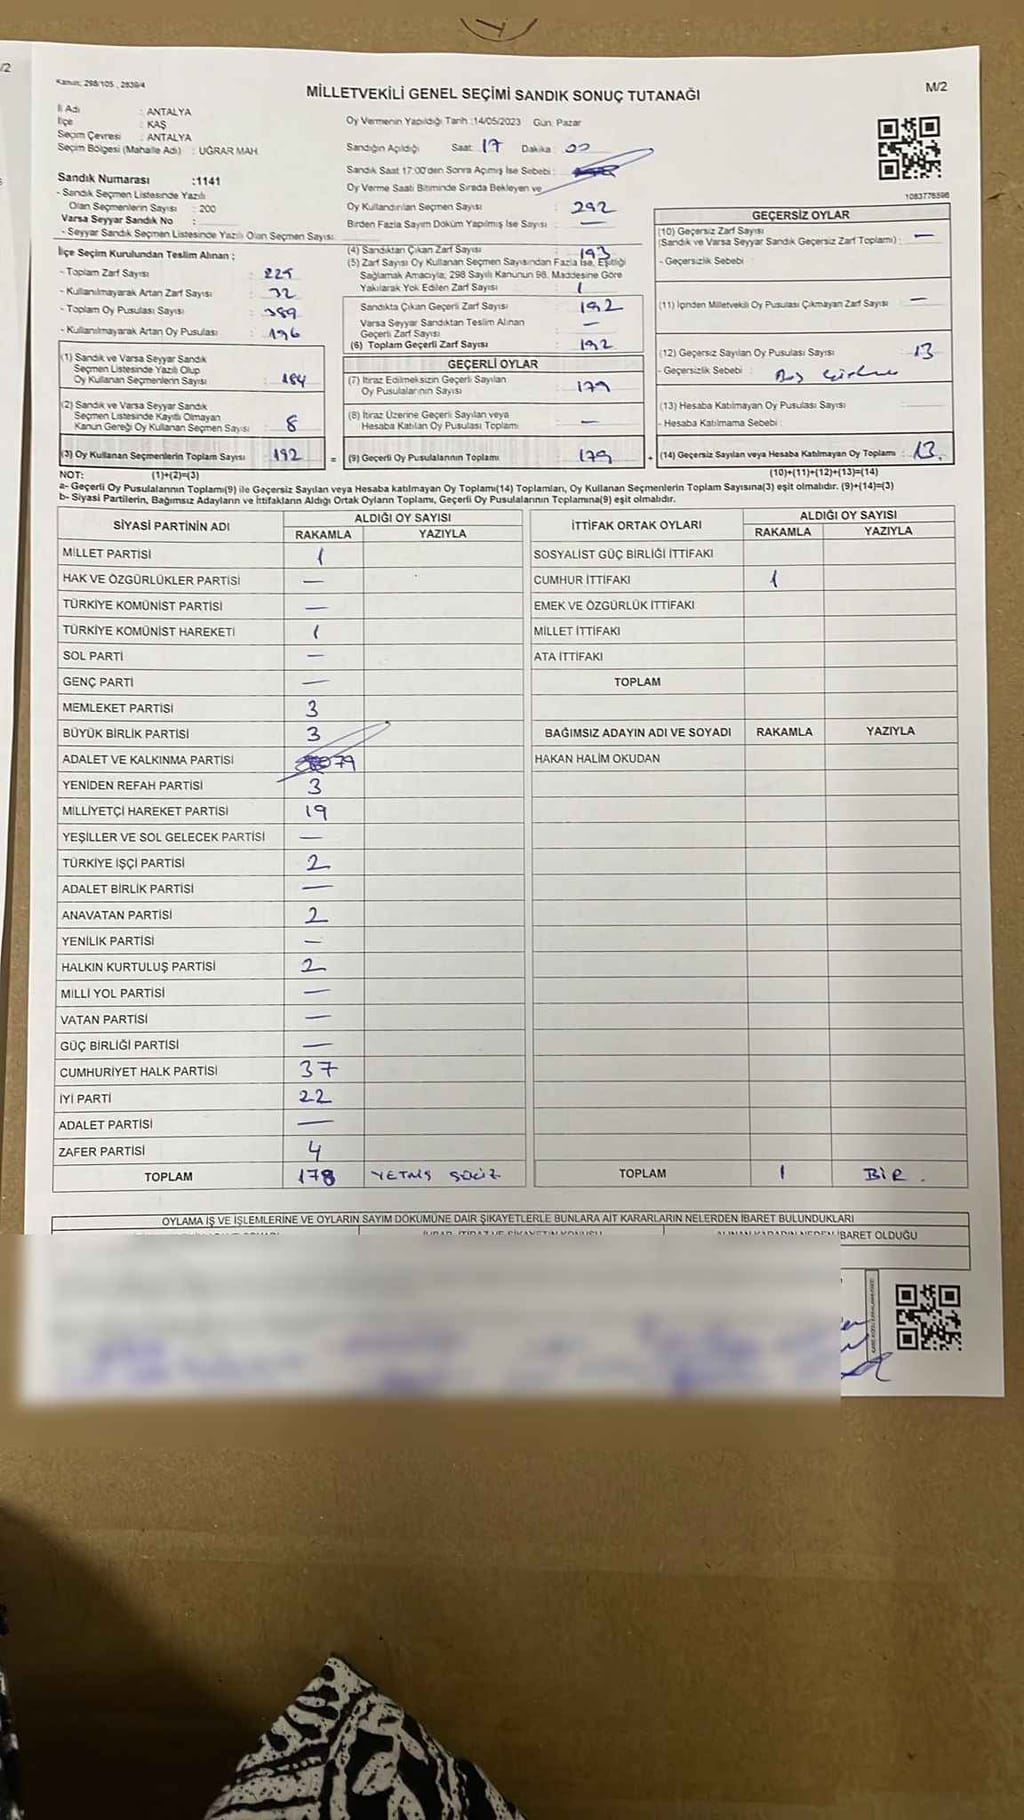 /2
Kanun: 298/105, 2839/4
MİLLETVEKİLİ GENEL SEÇİMİ SANDIK SONUÇ TUTANAĞI
M/2
İl Adı : ANTALYA
İlçe : KAŞ
Seçim Çevresi : ANTALYA
Seçim Bölgesi (Mahalle Adı) : UĞRAR MAH.
Sandık Numarası :1141
- Sandık Seçmen Listesinde Yazılı
Olan Seçmenlerin Sayısı : 200
Varsa Seyyar Sandık No :
- Seyyar Sandık Seçmen Listesinde Yazılı Olan Seçmen Sayısı:
Oy Vermenin Yapıldığı Tarih :14/05/2023 Gün: Pazar
Sandığın Açıldığı Saat: 17 Dakika: 00
Sandık Saat 17:00'den Sonra Açılmış İse Sebebi :
Oy Verme Saati Bitiminde Sırada Bekleyen ve
Oy Kullandırılan Seçmen Sayısı : 292
Birden Fazla Sayım Döküm Yapılmış İse Sayısı : —
1083776596
İlçe Seçim Kurulundan Teslim Alınan ;
- Toplam Zarf Sayısı : 225
- Kullanılmayarak Artan Zarf Sayısı : 32
- Toplam Oy Pusulası Sayısı : 389
- Kullanılmayarak Artan Oy Pusulası : 196
(1) Sandık ve Varsa Seyyar Sandık
Seçmen Listesinde Yazılı Olup
Oy Kullanan Seçmenlerin Sayısı : 184
(2) Sandık ve Varsa Seyyar Sandık
Seçmen Listesinde Kayıtlı Olmayan
Kanun Gereği Oy Kullanan Seçmen Sayısı : 8
(3) Oy Kullanan Seçmenlerin Toplam Sayısı : 192 =
(4) Sandıktan Çıkan Zarf Sayısı : 193
(5) Zarf Sayısı Oy Kullanan Seçmen Sayısından Fazla İse, Eşitliği
Sağlamak Amacıyla, 298 Sayılı Kanunun 98. Maddesine Göre
Yakılarak Yok Edilen Zarf Sayısı : 1
Sandıkta Çıkan Geçerli Zarf Sayısı : 192
Varsa Seyyar Sandıktan Teslim Alınan
Geçerli Zarf Sayısı : —
(6) Toplam Geçerli Zarf Sayısı : 192
GEÇERLİ OYLAR
(7) İtiraz Edilmeksizin Geçerli Sayılan
Oy Pusulalarının Sayısı : 179
(8) İtiraz Üzerine Geçerli Sayılan veya
Hesaba Katılan Oy Pusulası Toplamı : —
(9) Geçerli Oy Pusulalarının Toplamı : 179 +
GEÇERSİZ OYLAR
(10) Geçersiz Zarf Sayısı
(Sandık ve Varsa Seyyar Sandık Geçersiz Zarf Toplamı) : —
- Geçersizlik Sebebi :
(11) İçinden Milletvekili Oy Pusulası Çıkmayan Zarf Sayısı : —
(12) Geçersiz Sayılan Oy Pusulası Sayısı : 13
- Geçersizlik Sebebi : Boş
(13) Hesaba Katılmayan Oy Pusulası Sayısı :
- Hesaba Katılmama Sebebi :
(14) Geçersiz Sayılan veya Hesaba Katılmayan Oy Toplamı : 13.
NOT: (1)+(2)=(3) (10)+(11)+(12)+(13)=(14)
a- Geçerli Oy Pusulalarının Toplamı(9) ile Geçersiz Sayılan veya Hesaba katılmayan Oy Toplamı(14) Toplamları, Oy Kullanan Seçmenlerin Toplam Sayısına(3) eşit olmalıdır. (9)+(14)=(3)
b- Siyasi Partilerin, Bağımsız Adayların ve İttifakların Aldığı Ortak Oyların Toplamı, Geçerli Oy Pusulalarının Toplamına(9) eşit olmalıdır.
SİYASİ PARTİNİN ADI ALDIĞI OY SAYISI
RAKAMLA YAZIYLA
MİLLET PARTİSİ 1
HAK VE ÖZGÜRLÜKLER PARTİSİ —
TÜRKİYE KOMÜNİST PARTİSİ —
TÜRKİYE KOMÜNİST HAREKETİ 1
SOL PARTİ —
GENÇ PARTİ —
MEMLEKET PARTİSİ 3
BÜYÜK BİRLİK PARTİSİ 3
ADALET VE KALKINMA PARTİSİ 79
YENİDEN REFAH PARTİSİ 3
MİLLİYETÇİ HAREKET PARTİSİ 19
YEŞİLLER VE SOL GELECEK PARTİSİ —
TÜRKİYE İŞÇİ PARTİSİ 2
ADALET BİRLİK PARTİSİ —
ANAVATAN PARTİSİ 2
YENİLİK PARTİSİ —
HALKIN KURTULUŞ PARTİSİ 2
MİLLİ YOL PARTİSİ —
VATAN PARTİSİ —
GÜÇ BİRLİĞİ PARTİSİ —
CUMHURİYET HALK PARTİSİ 37
İYİ PARTİ 22
ADALET PARTİSİ —
ZAFER PARTİSİ 4
TOPLAM 178 YETMİŞ SEKİZ
İTTİFAK ORTAK OYLARI ALDIĞI OY SAYISI
RAKAMLA YAZIYLA
SOSYALİST GÜÇ BİRLİĞİ İTTİFAKI
CUMHUR İTTİFAKI 1
EMEK VE ÖZGÜRLÜK İTTİFAKI
MİLLET İTTİFAKI
ATA İTTİFAKI
TOPLAM
BAĞIMSIZ ADAYIN ADI VE SOYADI RAKAMLA YAZIYLA
HAKAN HALİM OKUDAN
TOPLAM 1 BİR.
OYLAMA İŞ VE İŞLEMLERİNE VE OYLARIN SAYIM DÖKÜMÜNE DAİR ŞİKAYETLERLE BUNLARA AİT KARARLARIN NELERDEN İBARET BULUNDUKLARI
İHBAR, İTİRAZ VE ŞİKAYETİN KONUSU ALINAN KARARIN NEDEN İBARET OLDUĞU